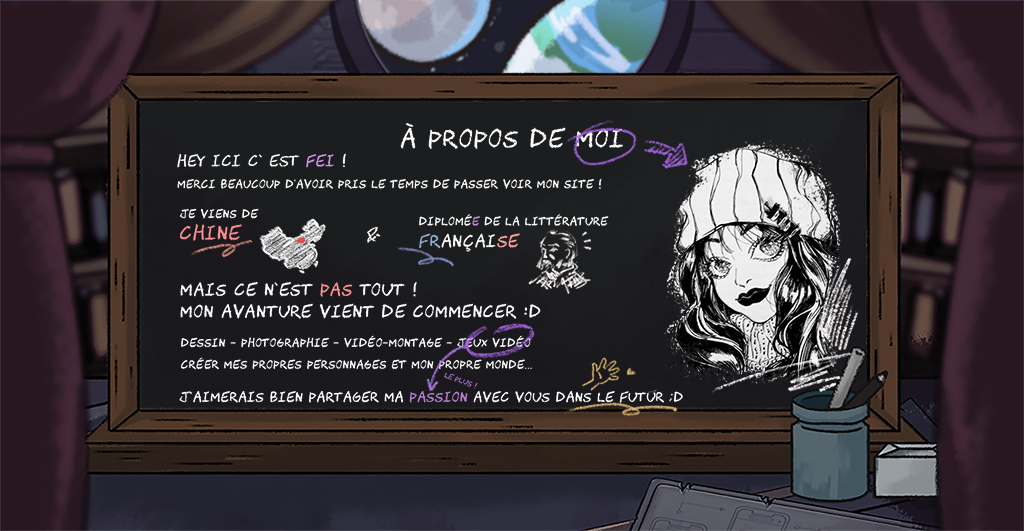 À PROPOS DE MOI
HEY ICI C` EST FEI !
MERCI BEAUCOUP D'AVOIR PRIS LE TEMPS DE PASSER VOIR MON SITE !
JE VIENS DE
CHINE
&
DIPLOMÉE DE LA LITTÉRATURE
FRANÇAISE
MAIS CE N`EST PAS TOUT !
MON AVANTURE VIENT DE COMMENCER :D
DESSIN - PHOTOGRAPHIE - VIDÉO-MONTAGE - JEUX VIDÉO
CRÉER MES PROPRES PERSONNAGES ET MON PROPRE MONDE...
LE PLUS !
J'AIMERAIS BIEN PARTAGER MA PASSION AVEC VOUS DANS LE FUTUR ;D